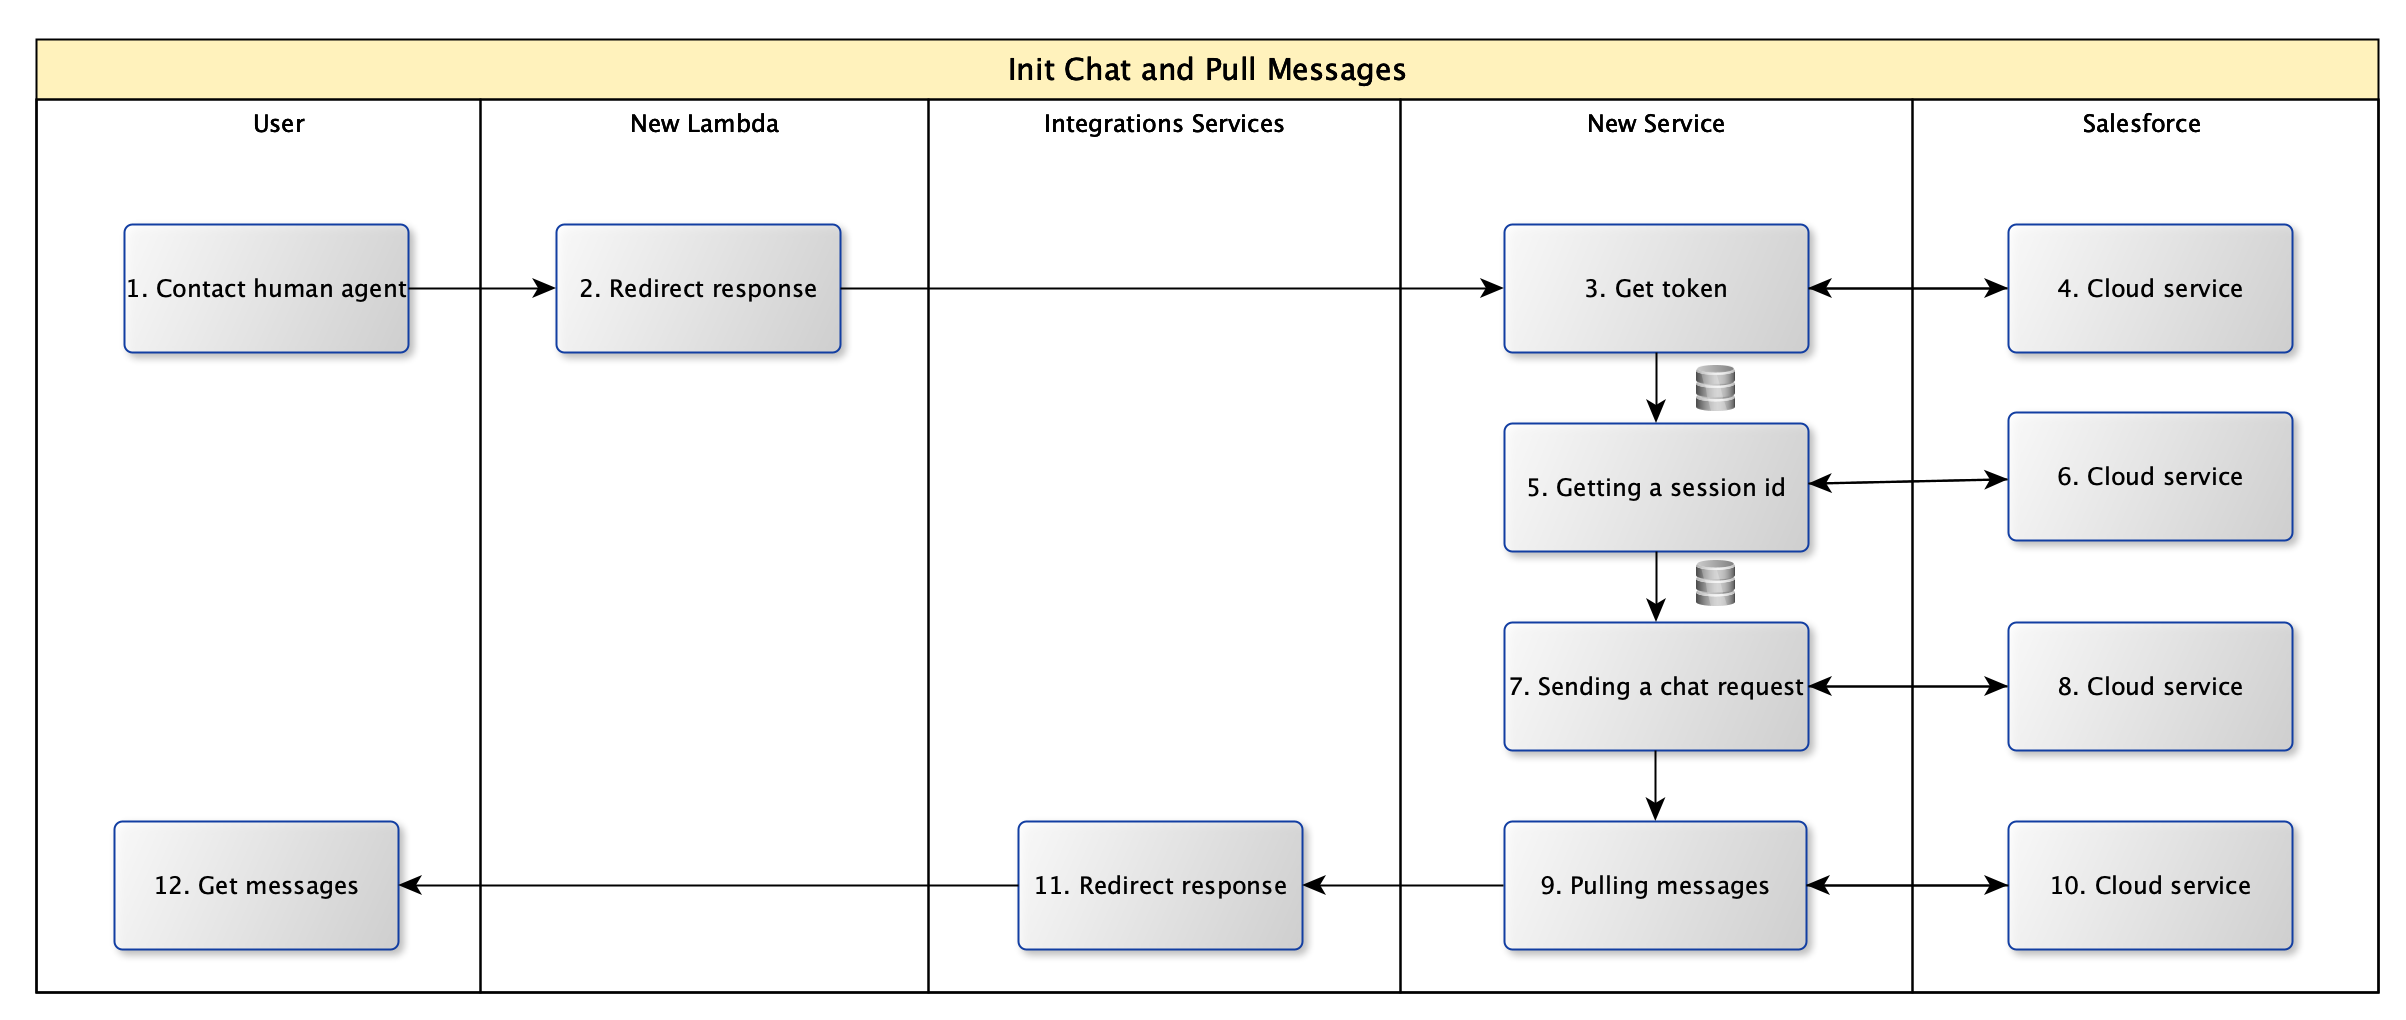 Init Chat and Pull Messages
User
New Lambda
Integrations Services
New Service
Salesforce
1. Contact human agent
2. Redirect response
3. Get token
4. Cloud service
5. Getting a session id
6. Cloud service
7. Sending a chat request
8. Cloud service
12. Get messages
11. Redirect response
9. Pulling messages
10. Cloud service